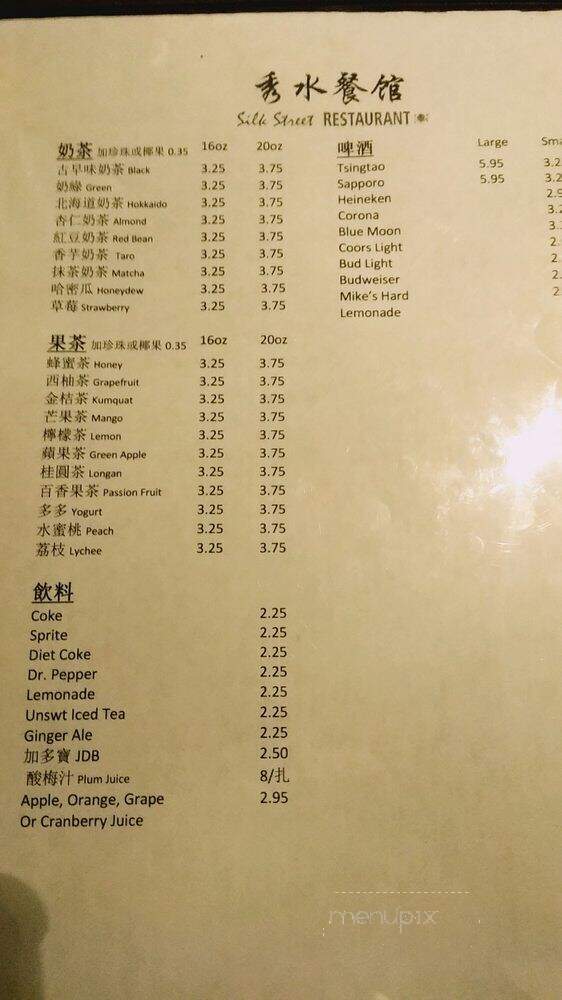 秀水餐馆
Silk Street RESTAURANT
奶茶 加珍珠或椰果 0.35 16oz 20oz
古早味奶茶 Black 3.25 3.75
奶綠 Green 3.25 3.75
北海道奶茶 Hokkaido 3.25 3.75
杏仁奶茶 Almond 3.25 3.75
紅豆奶茶 Red Bean 3.25 3.75
香芋奶茶 Taro 3.25 3.75
抹茶奶茶 Matcha 3.25 3.75
哈密瓜 Honeydew 3.25 3.75
草莓 Strawberry 3.25 3.75
果茶 加珍珠或椰果 0.35 16oz 20oz
蜂蜜茶 Honey 3.25 3.75
西柚茶 Grapefruit 3.25 3.75
金桔茶 Kumquat 3.25 3.75
芒果茶 Mango 3.25 3.75
檸檬茶 Lemon 3.25 3.75
蘋果茶 Green Apple 3.25 3.75
桂圓茶 Longan 3.25 3.75
百香果茶 Passion Fruit 3.25 3.75
多多 Yogurt 3.25 3.75
水蜜桃 Peach 3.25 3.75
荔枝 Lychee 3.25 3.75
飲料
Coke 2.25
Sprite 2.25
Diet Coke 2.25
Dr. Pepper 2.25
Lemonade 2.25
Unswt Iced Tea 2.25
Ginger Ale 2.25
加多寶 JDB 2.50
酸梅汁 Plum Juice 8/扎
Apple, Orange, Grape 2.95
Or Cranberry Juice
啤酒 Large
Tsingtao 5.95
Sapporo 5.95
Heineken
Corona
Blue Moon
Coors Light
Bud Light
Budweiser
Mike's Hard
Lemonade
menupix